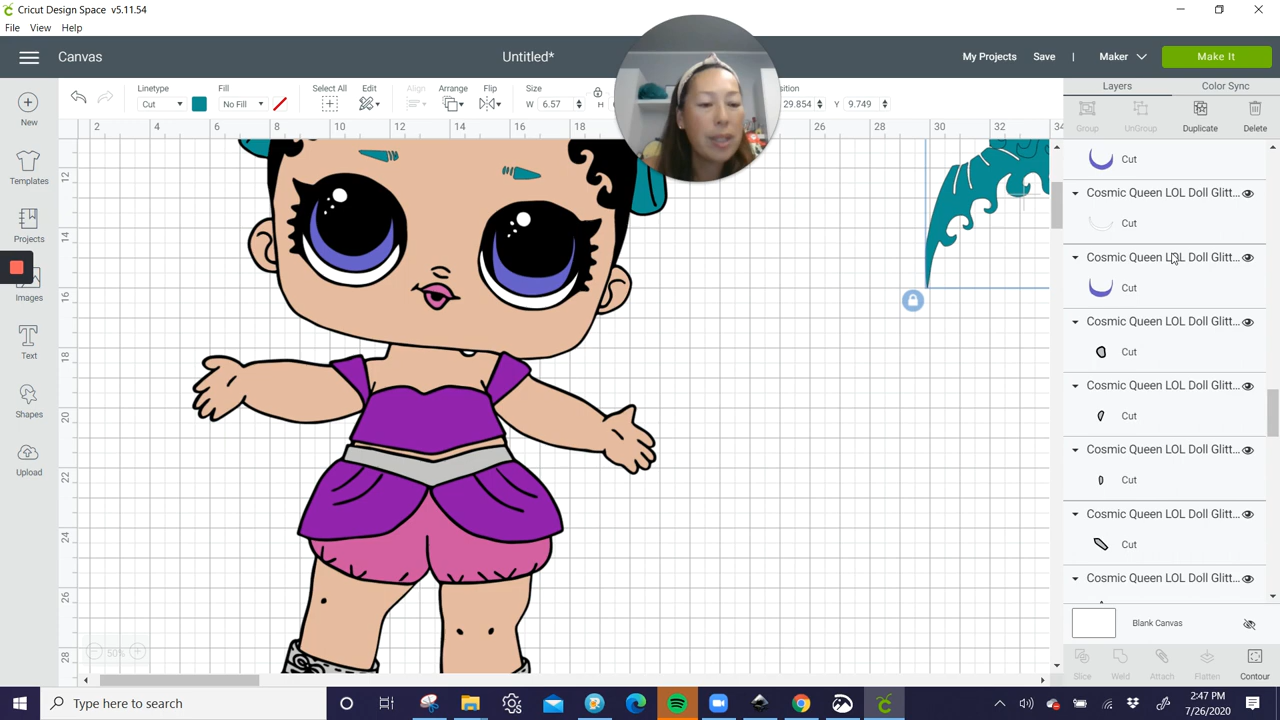 Cricut Design Space v5.11.54
File View Help
Canvas
Untitled*
My Projects Save | Maker Make It
Linetype
Cut
Fill
No Fill
Select All
Edit
Align
Arrange
Flip
Size
W 6.57
H
29.854
Y 9.749
Layers
Color Sync
Group
UnGroup
Duplicate
Delete
New
Templates
Projects
Images
Text
Shapes
Upload
2 4 6 8 10 12 14 16 18 26 28 30 32 34
12
14
16
18
20
22
24
26
28
50%
Cut
Cosmic Queen LOL Doll Glitt...
Cut
Cosmic Queen LOL Doll Glitt...
Cut
Cosmic Queen LOL Doll Glitt...
Cut
Cosmic Queen LOL Doll Glitt...
Cut
Cosmic Queen LOL Doll Glitt...
Cut
Cosmic Queen LOL Doll Glitt...
Cut
Cosmic Queen LOL Doll Glitt...
Blank Canvas
Slice Weld Attach Flatten Contour
Type here to search
2:47 PM
7/26/2020